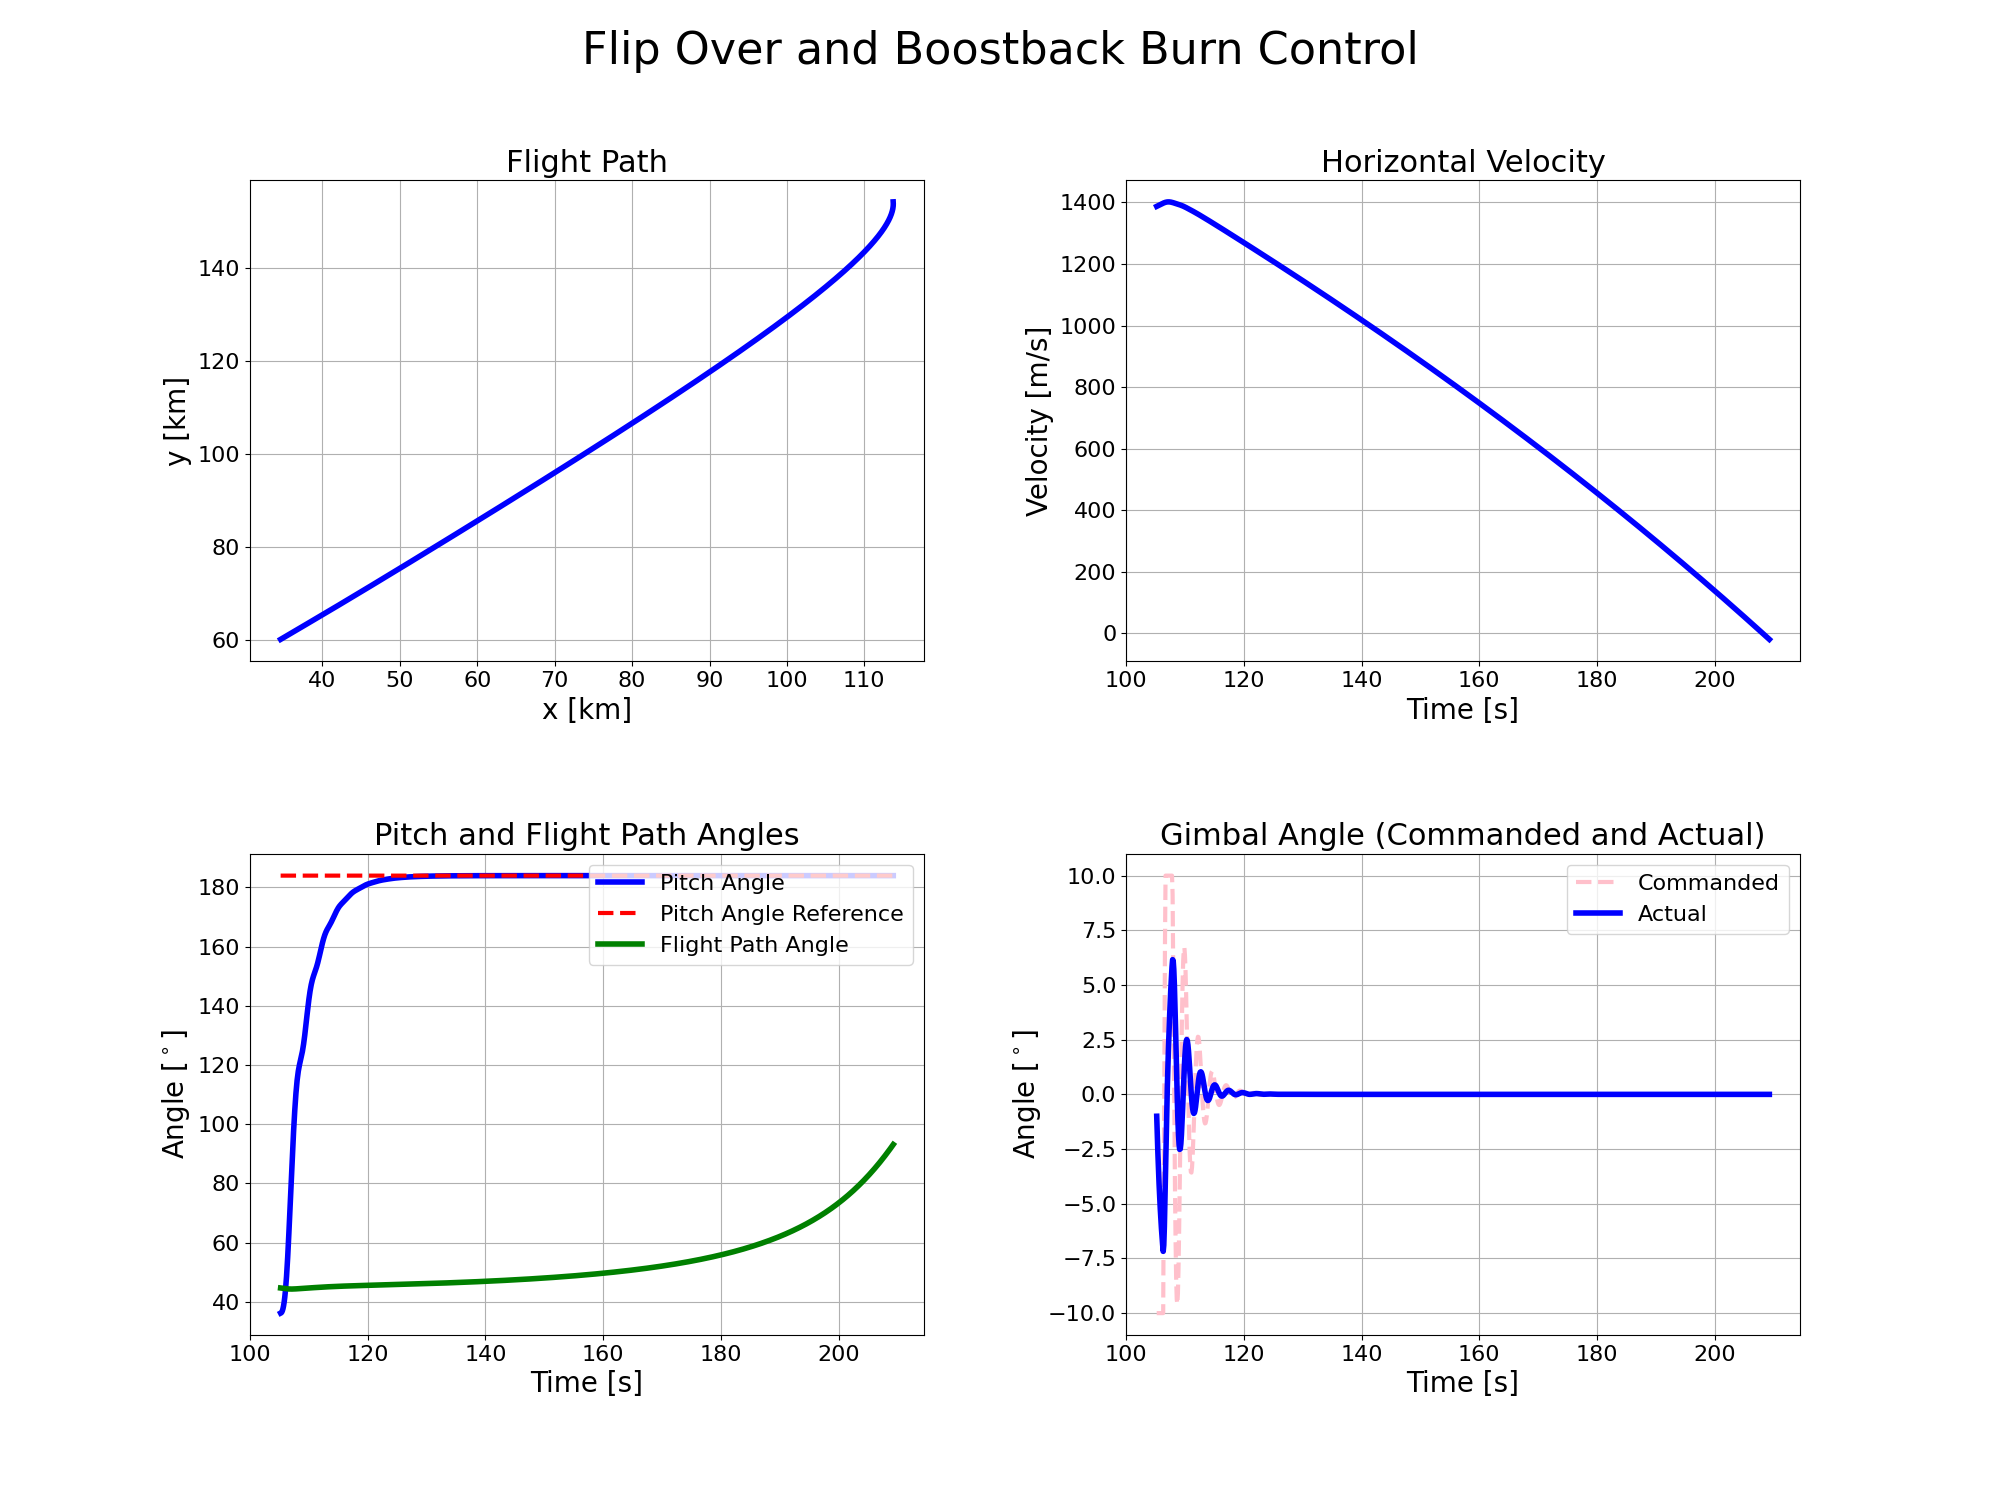 Flip Over and Boostback Burn Control
Flight Path
140
120
100
80
60
y [km]
40 50 60 70 80 90 100 110
x [km]
Horizontal Velocity
1400
1200
1000
800
600
400
200
0
Velocity [m/s]
100 120 140 160 180 200
Time [s]
Pitch and Flight Path Angles
180
160
140
120
100
80
60
40
Angle [°]
Pitch Angle
Pitch Angle Reference
Flight Path Angle
100 120 140 160 180 200
Time [s]
Gimbal Angle (Commanded and Actual)
10.0
7.5
5.0
2.5
0.0
−2.5
−5.0
−7.5
−10.0
Angle [°]
Commanded
Actual
100 120 140 160 180 200
Time [s]